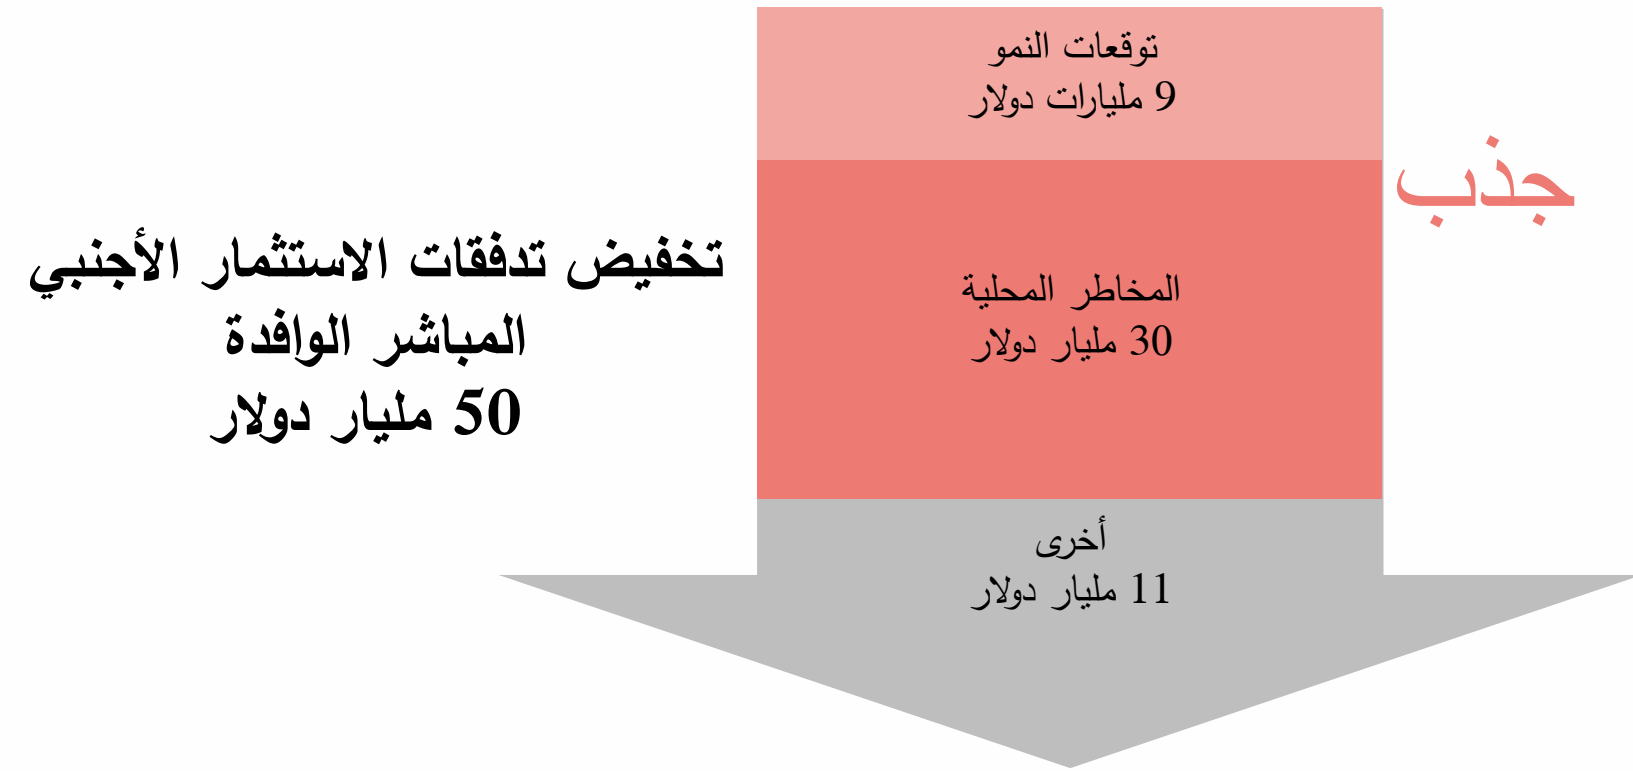 توقعات النمو
9 مليارات دولار
جذب
المخاطر المحلية
30 مليار دولار
تخفيض تدفقات الاستثمار الأجنبي
المباشر الوافدة
50 مليار دولار
أخرى
11 مليار دولار